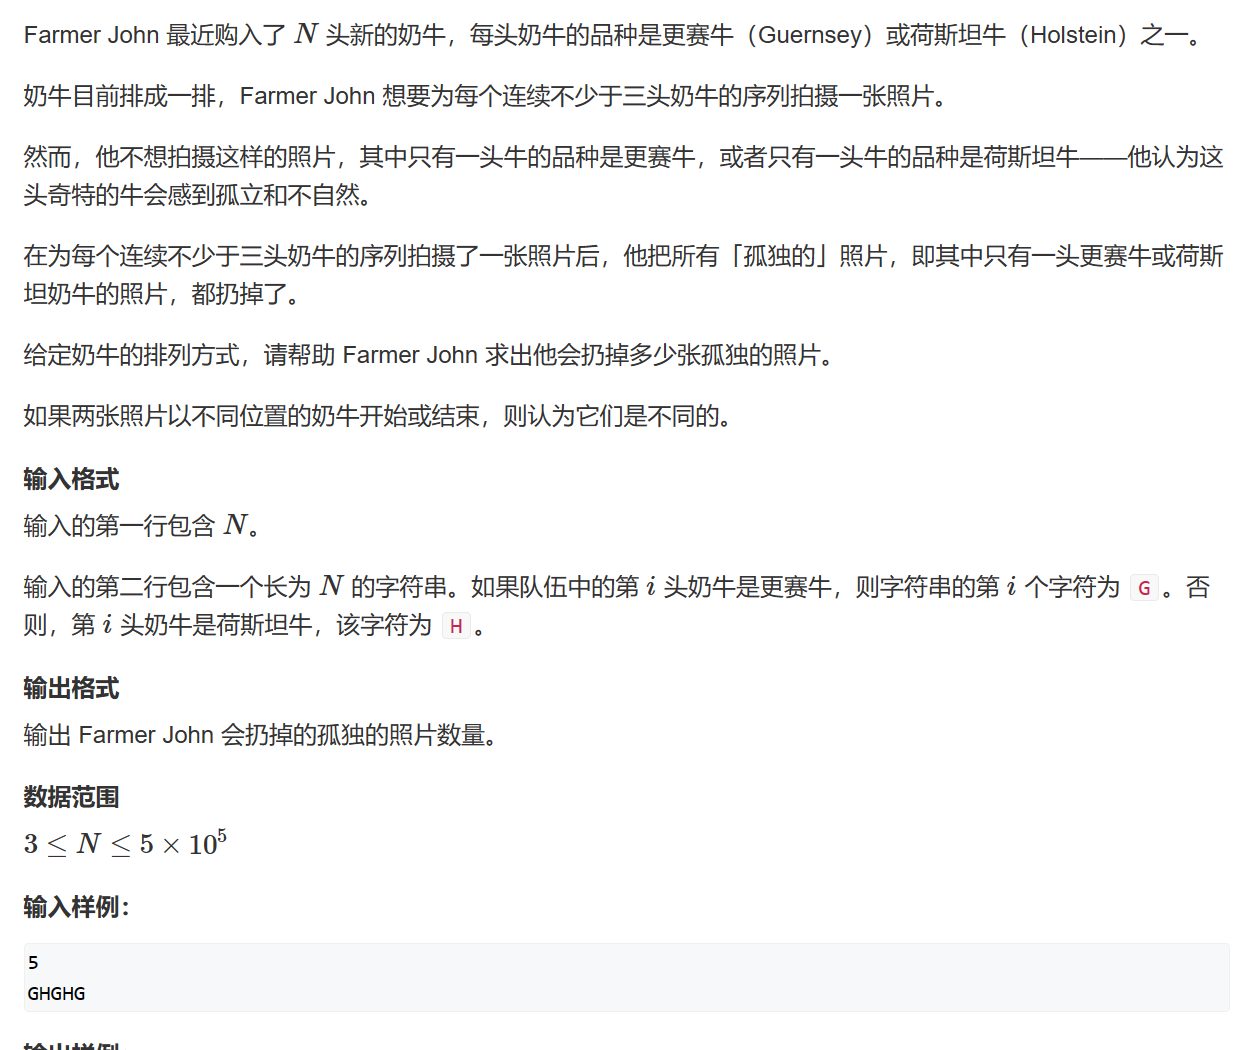 Farmer John 最近购入了 N 头新的奶牛，每头奶牛的品种是更赛牛（Guernsey）或荷斯坦牛（Holstein）之一。
奶牛目前排成一排，Farmer John 想要为每个连续不少于三头奶牛的序列拍摄一张照片。
然而，他不想拍摄这样的照片，其中只有一头牛的品种是更赛牛，或者只有一头牛的品种是荷斯坦牛——他认为这
头奇特的牛会感到孤立和不自然。
在为每个连续不少于三头奶牛的序列拍摄了一张照片后，他把所有「孤独的」照片，即其中只有一头更赛牛或荷斯
坦奶牛的照片，都扔掉了。
给定奶牛的排列方式，请帮助 Farmer John 求出他会扔掉多少张孤独的照片。
如果两张照片以不同位置的奶牛开始或结束，则认为它们是不同的。
输入格式
输入的第一行包含 N。
输入的第二行包含一个长为 N 的字符串。如果队伍中的第 i 头奶牛是更赛牛，则字符串的第 i 个字符为 G 。否
则，第 i 头奶牛是荷斯坦牛，该字符为 H 。
输出格式
输出 Farmer John 会扔掉的孤独的照片数量。
数据范围
3 ≤ N ≤ 5 × 10⁵
输入样例：
5
GHGHG